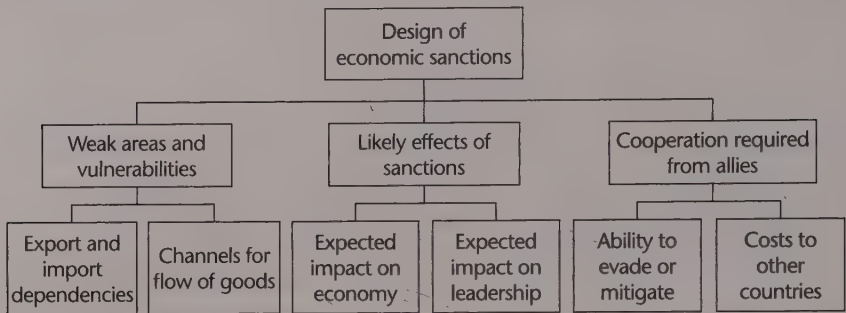 Design of
economic sanctions
Weak areas and
vulnerabilities
Likely effects of
sanctions
Cooperation required
from allies
Export and
import
dependencies
Channels for
flow of goods
Expected
impact on
economy
Expected
impact on
leadership
Ability to
evade or
mitigate
Costs to
other
countries